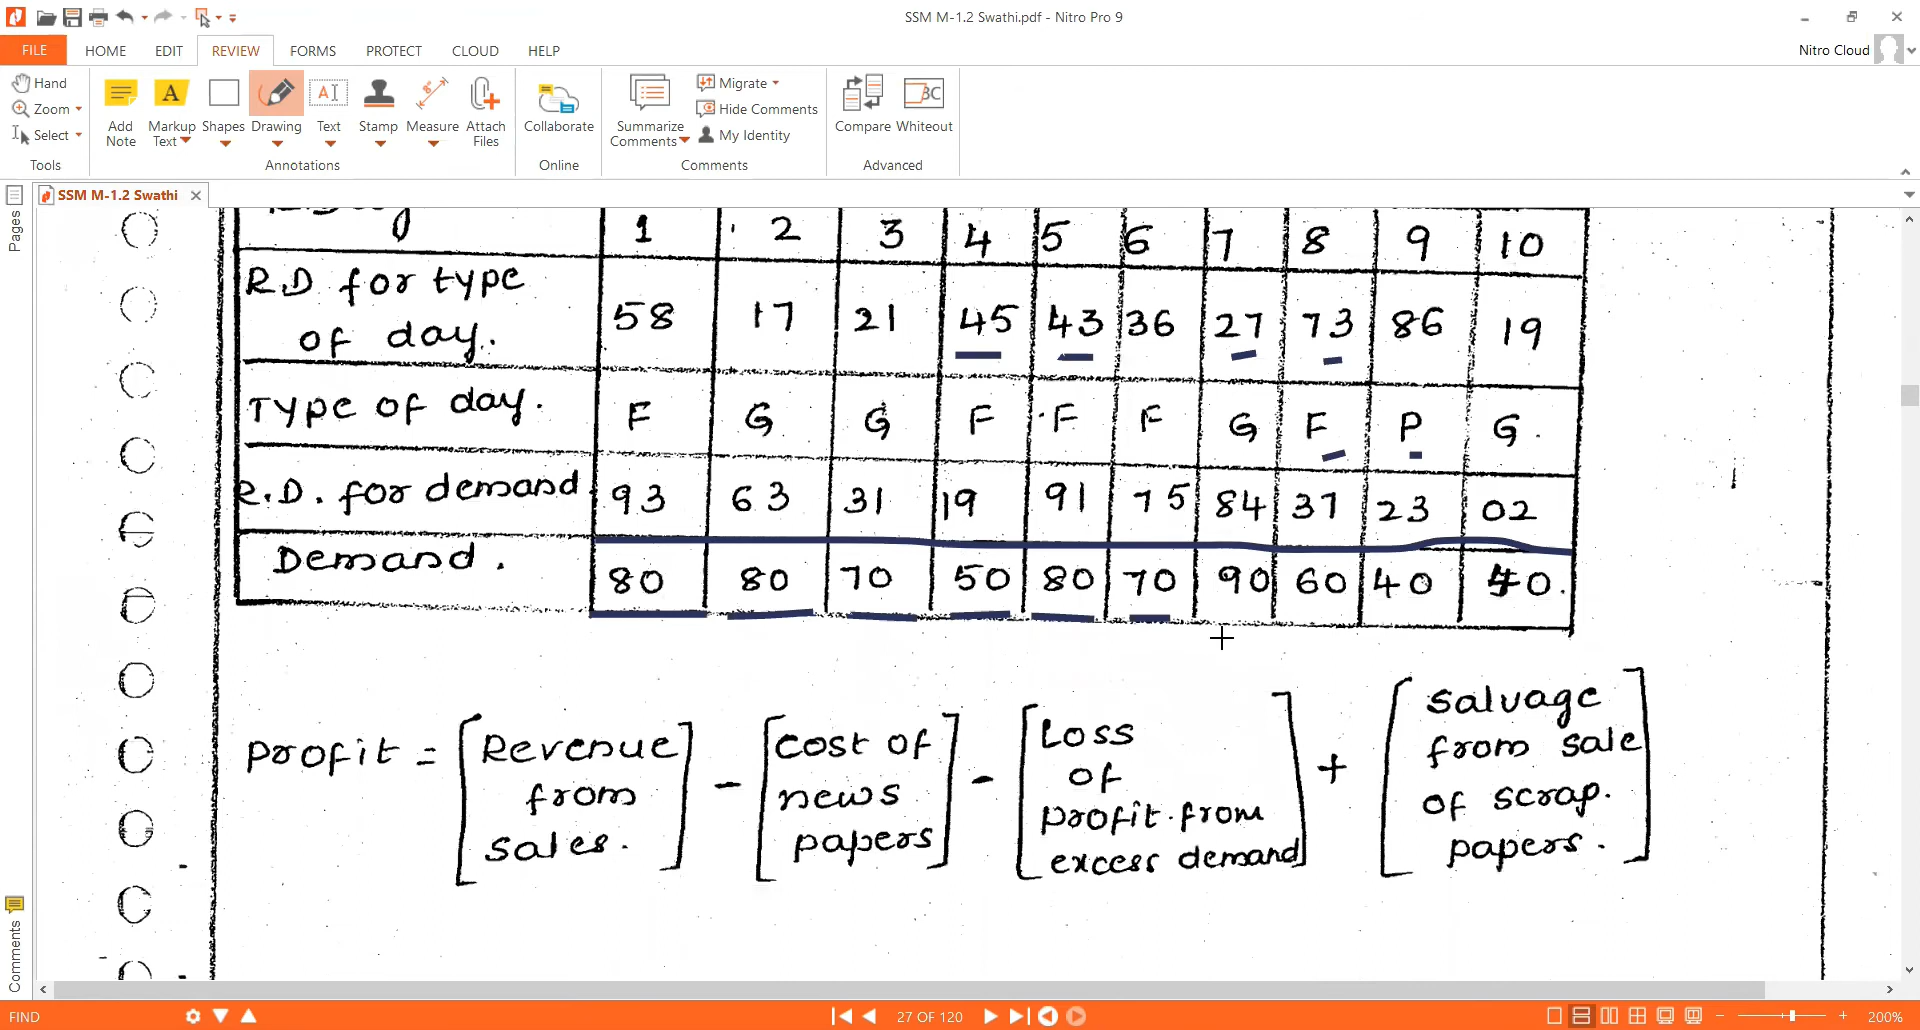 SSM M-1.2 Swathi.pdf - Nitro Pro 9
FILE HOME EDIT REVIEW FORMS PROTECT CLOUD HELP
Nitro Cloud
Hand
Zoom
Select
Tools
Add Note
Markup Text
Shapes
Drawing
Text
Stamp
Measure
Attach Files
Annotations
Collaborate
Online
Summarize Comments
Migrate
Hide Comments
My Identity
Comments
Compare
Whiteout
Advanced
SSM M-1.2 Swathi
Pages
1 2 3 4 5 6 7 8 9 10
R.D for type of day. 58 17 21 45 43 36 27 73 86 19
Type of day. F G G F F F G F P G.
R.D. for demand 93 63 31 19 91 75 84 37 23 02
Demand. 80 80 70 50 80 70 90 60 40 40.
Profit = [Revenue from sales.] - [cost of news papers] - [Loss of profit from excess demand] + [salvage from sale of scrap papers.]
Comments
FIND
27 OF 120
200%